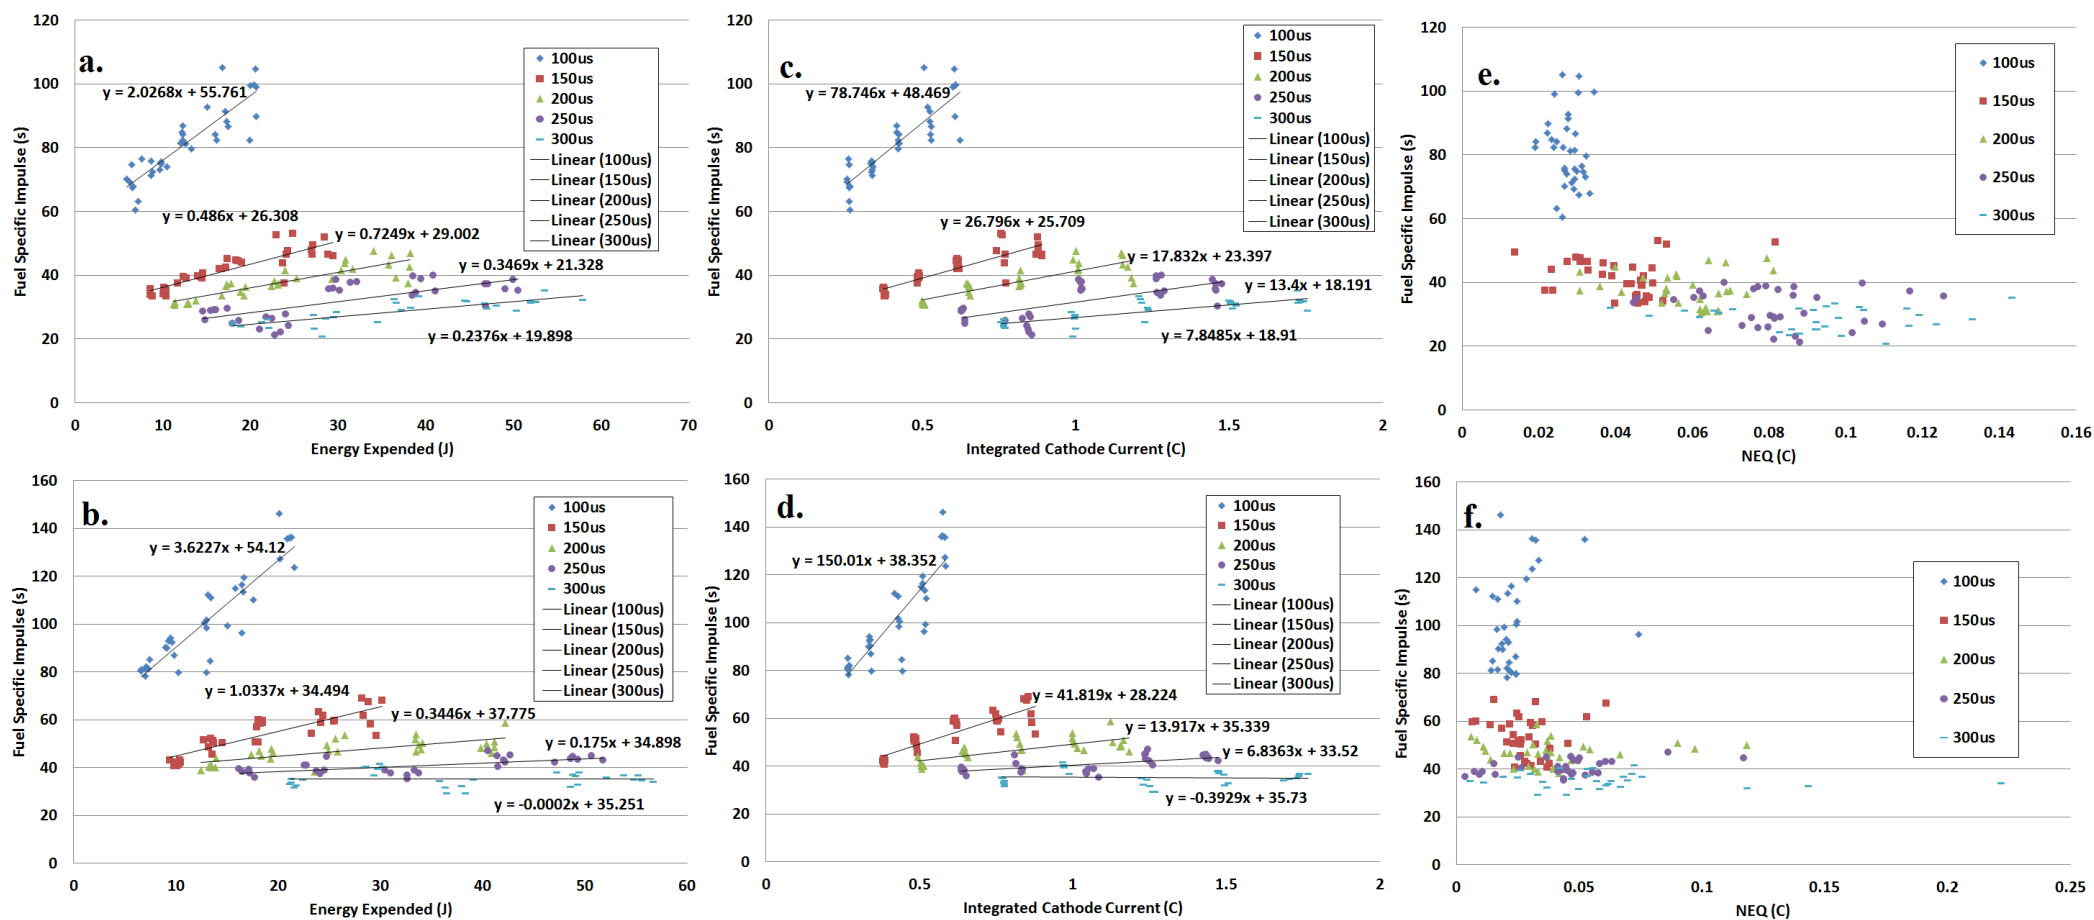 a.
120
100
80
60
40
20
0
0 10 20 30 40 50 60 70
Fuel Specific Impulse (s)
Energy Expended (J)
y = 2.0268x + 55.761
y = 0.486x + 26.308
y = 0.7249x + 29.002
y = 0.3469x + 21.328
y = 0.2376x + 19.898
100us
150us
200us
250us
300us
Linear (100us)
Linear (150us)
Linear (200us)
Linear (250us)
Linear (300us)
c.
120
100
80
60
40
20
0
0 0.5 1 1.5 2
Fuel Specific Impulse (s)
Integrated Cathode Current (C)
y = 78.746x + 48.469
y = 26.796x + 25.709
y = 17.832x + 23.397
y = 13.4x + 18.191
y = 7.8485x + 18.91
100us
150us
200us
250us
300us
Linear (100us)
Linear (150us)
Linear (200us)
Linear (250us)
Linear (300us)
e.
120
100
80
60
40
20
0
0 0.02 0.04 0.06 0.08 0.1 0.12 0.14 0.16
Fuel Specific Impulse (s)
NEQ (C)
100us
150us
200us
250us
300us
b.
160
140
120
100
80
60
40
20
0
0 10 20 30 40 50 60
Fuel Specific Impulse (s)
Energy Expended (J)
y = 3.6227x + 54.12
y = 1.0337x + 34.494
y = 0.3446x + 37.775
y = 0.175x + 34.898
y = -0.0002x + 35.251
100us
150us
200us
250us
300us
Linear (100us)
Linear (150us)
Linear (200us)
Linear (250us)
Linear (300us)
d.
160
140
120
100
80
60
40
20
0
0 0.5 1 1.5 2
Fuel Specific Impulse (s)
Integrated Cathode Current (C)
y = 150.01x + 38.352
y = 41.819x + 28.224
y = 13.917x + 35.339
y = 6.8363x + 33.52
y = -0.3929x + 35.73
100us
150us
200us
250us
300us
Linear (100us)
Linear (150us)
Linear (200us)
Linear (250us)
Linear (300us)
f.
160
140
120
100
80
60
40
20
0
0 0.05 0.1 0.15 0.2 0.25
Fuel Specific Impulse (s)
NEQ (C)
100us
150us
200us
250us
300us